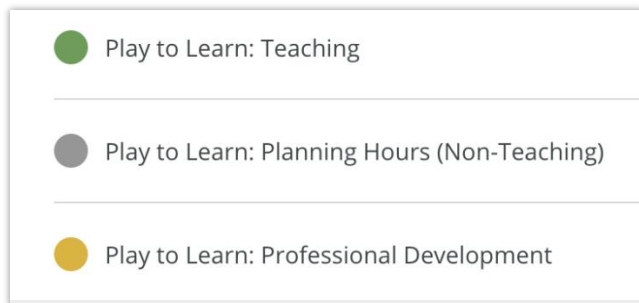 Play to Learn: Teaching
Play to Learn: Planning Hours (Non-Teaching)
Play to Learn: Professional Development